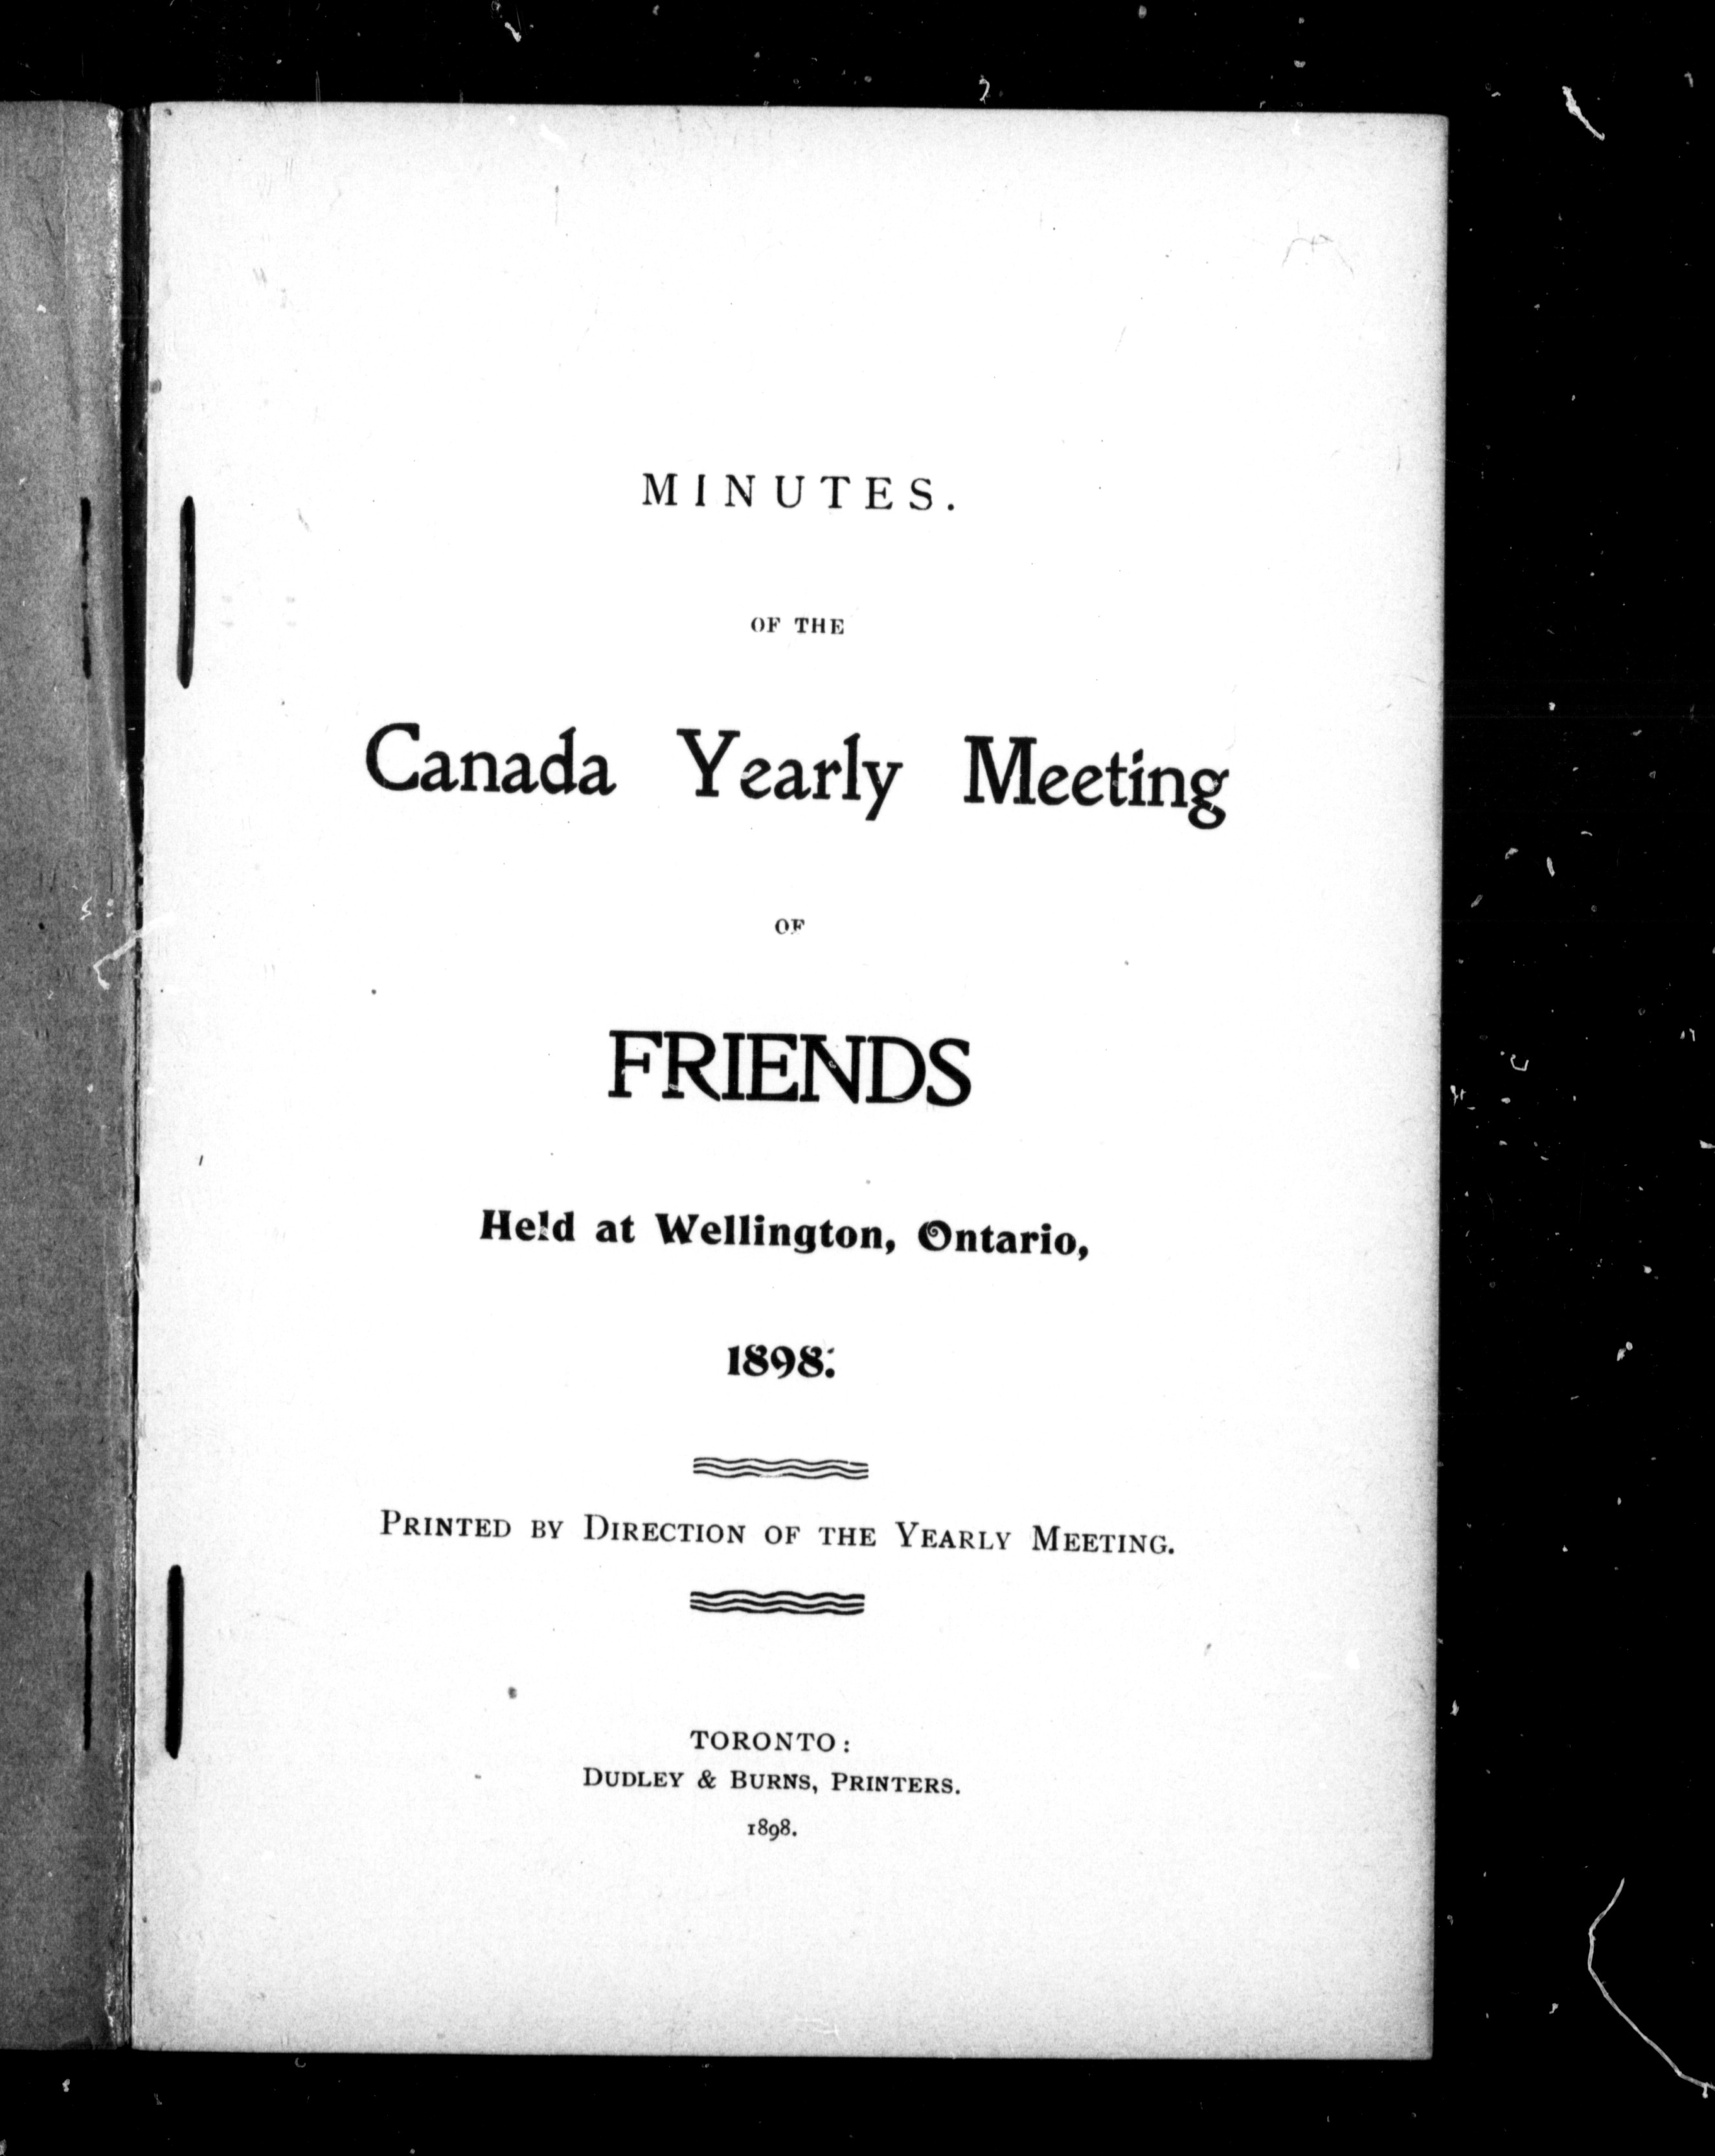 MINUTES.
OF THE
Canada Yearly Meeting
OF
FRIENDS
Held at Wellington, Ontario,
1898.
PRINTED BY DIRECTION OF THE YEARLY MEETING.
TORONTO:
DUDLEY & BURNS, PRINTERS.
1898.